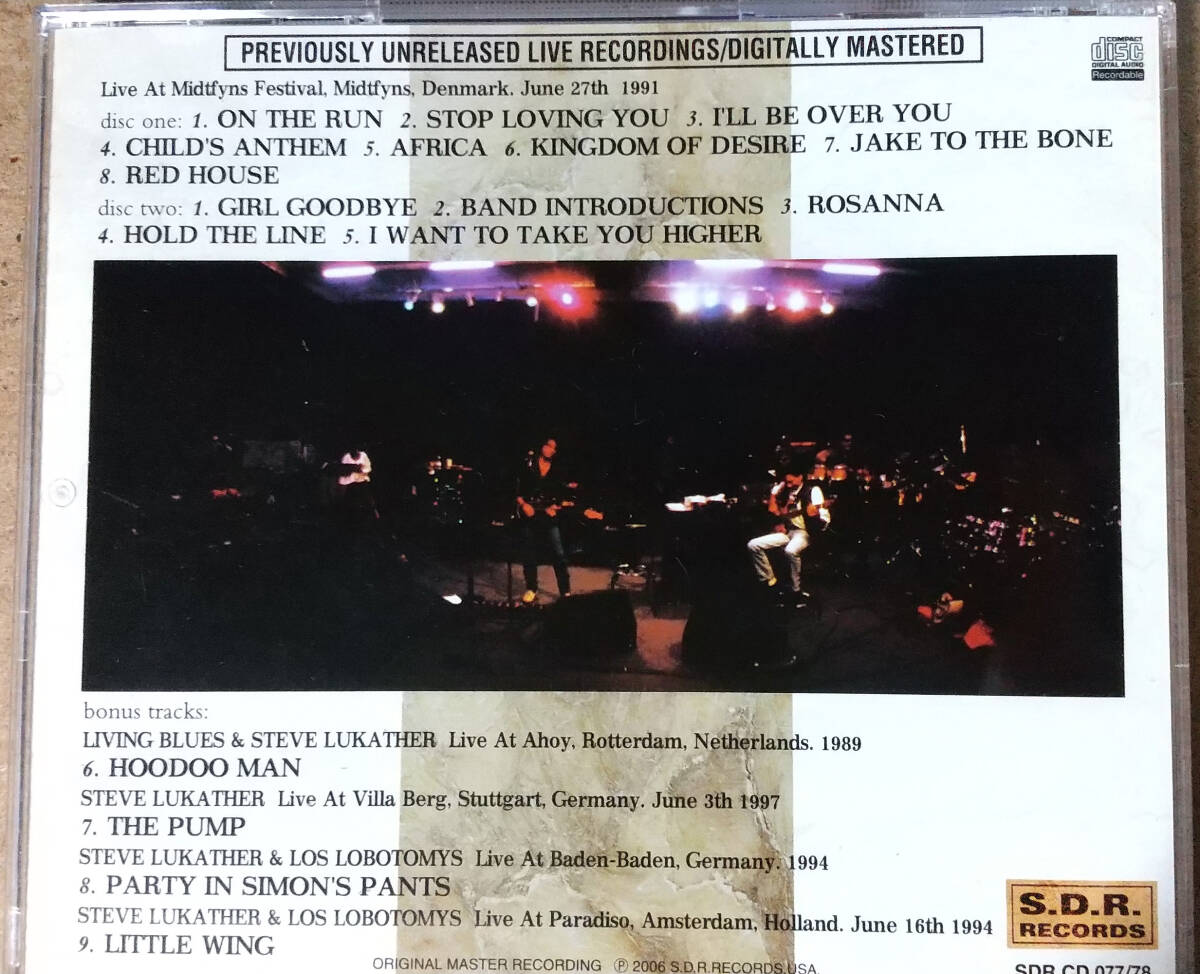 PREVIOUSLY UNRELEASED LIVE RECORDINGS/DIGITALLY MASTERED
COMPACT
disc
DIGITAL AUDIO
Recordable
Live At Midtfyns Festival, Midtfyns, Denmark. June 27th 1991
disc one: 1. ON THE RUN 2. STOP LOVING YOU 3. I'LL BE OVER YOU
4. CHILD'S ANTHEM 5. AFRICA 6. KINGDOM OF DESIRE 7. JAKE TO THE BONE
8. RED HOUSE
disc two: 1. GIRL GOODBYE 2. BAND INTRODUCTIONS 3. ROSANNA
4. HOLD THE LINE 5. I WANT TO TAKE YOU HIGHER
bonus tracks:
LIVING BLUES & STEVE LUKATHER Live At Ahoy, Rotterdam, Netherlands. 1989
6. HOODOO MAN
STEVE LUKATHER Live At Villa Berg, Stuttgart, Germany. June 3th 1997
7. THE PUMP
STEVE LUKATHER & LOS LOBOTOMYS Live At Baden-Baden, Germany. 1994
8. PARTY IN SIMON'S PANTS
STEVE LUKATHER & LOS LOBOTOMYS Live At Paradiso, Amsterdam, Holland. June 16th 1994
9. LITTLE WING
S.D.R.
RECORDS
ORIGINAL MASTER RECORDING ℗ 2006 S.D.R.RECORDS,USA.
SDR CD 077/78